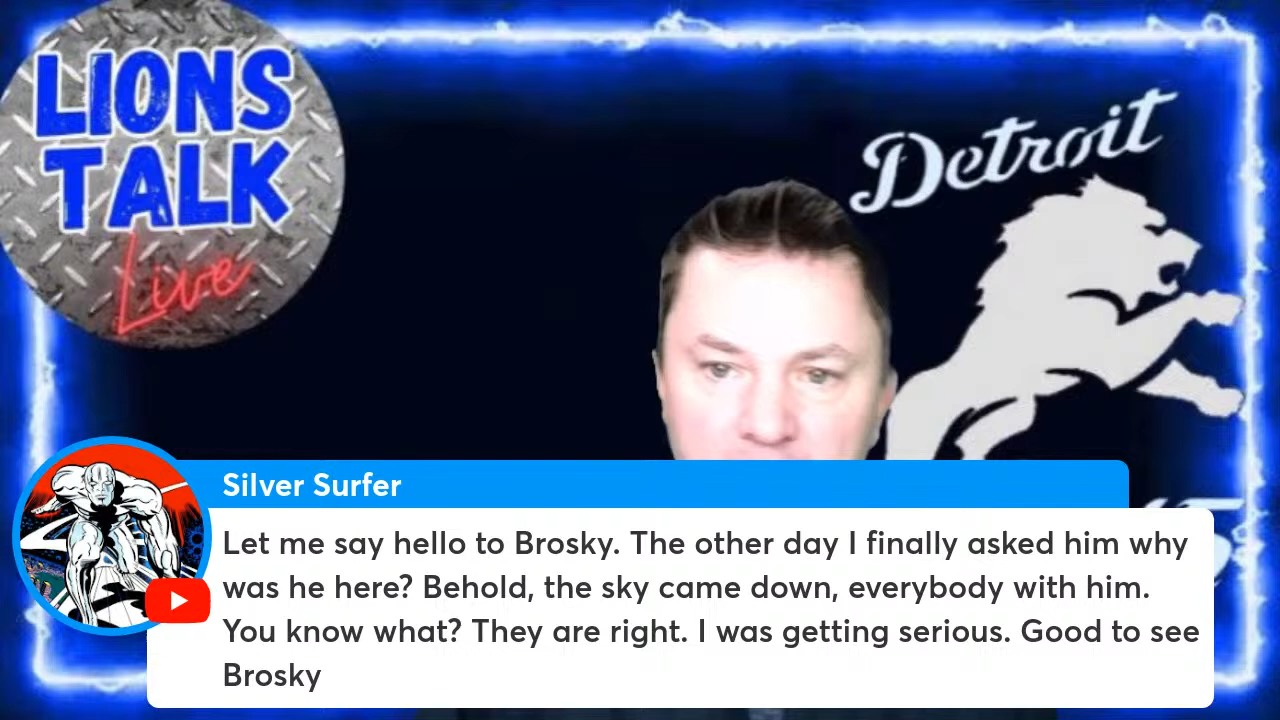 LIONS
TALK
Live
Detroit
Silver Surfer
Let me say hello to Brosky. The other day I finally asked him why
was he here? Behold, the sky came down, everybody with him.
You know what? They are right. I was getting serious. Good to see
Brosky